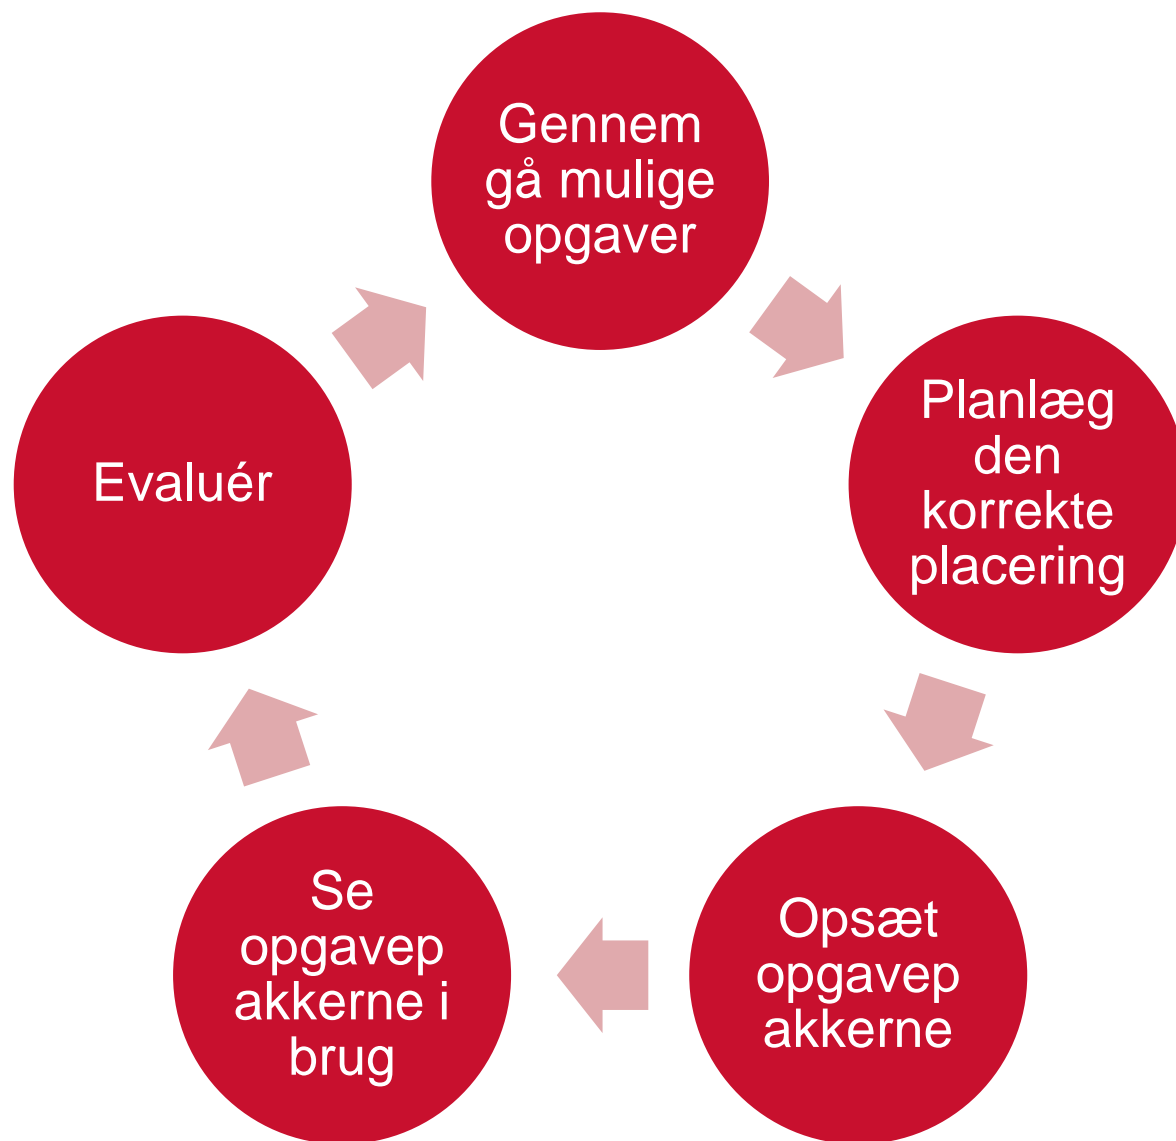 Gennem
gå mulige
opgaver
Planlæg
den
korrekte
placering
Opsæt
opgavep
akkerne
Se
opgavep
akkerne i
brug
Evaluér